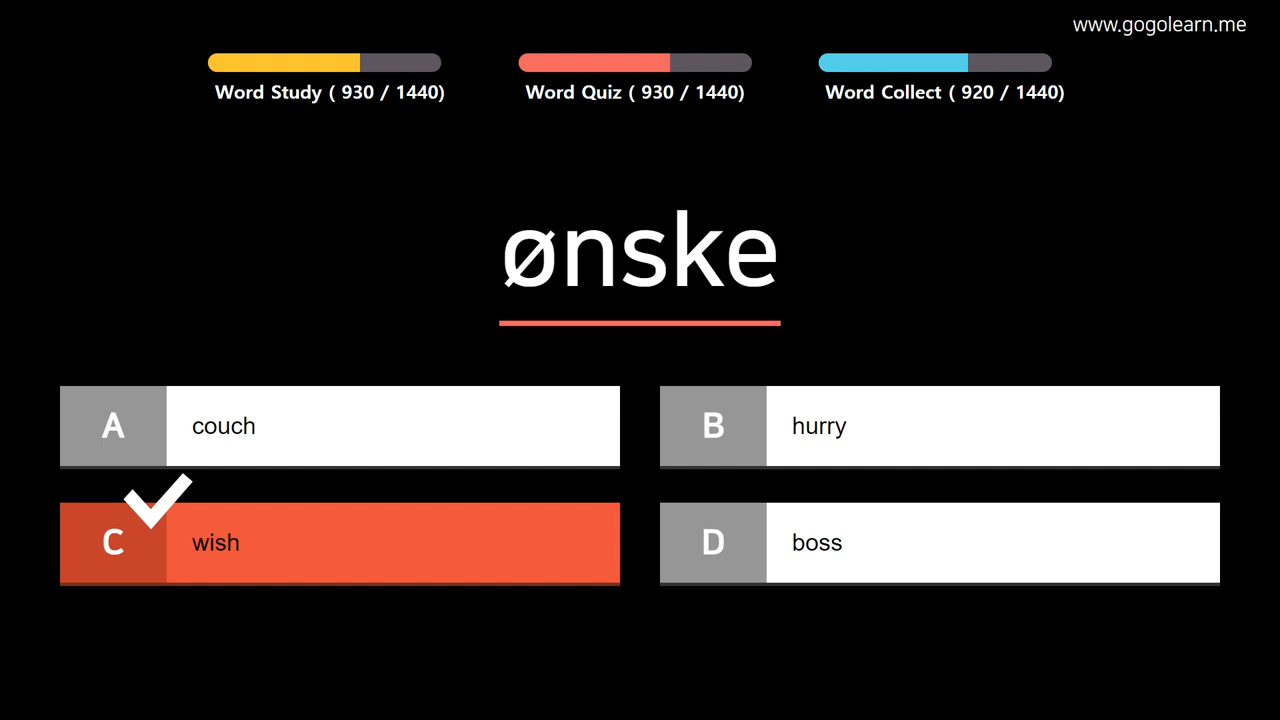 www.gogolearn.me
Word Study ( 930 / 1440)
Word Quiz ( 930 / 1440)
Word Collect ( 920 / 1440)
ønske
A couch
B hurry
C wish
D boss